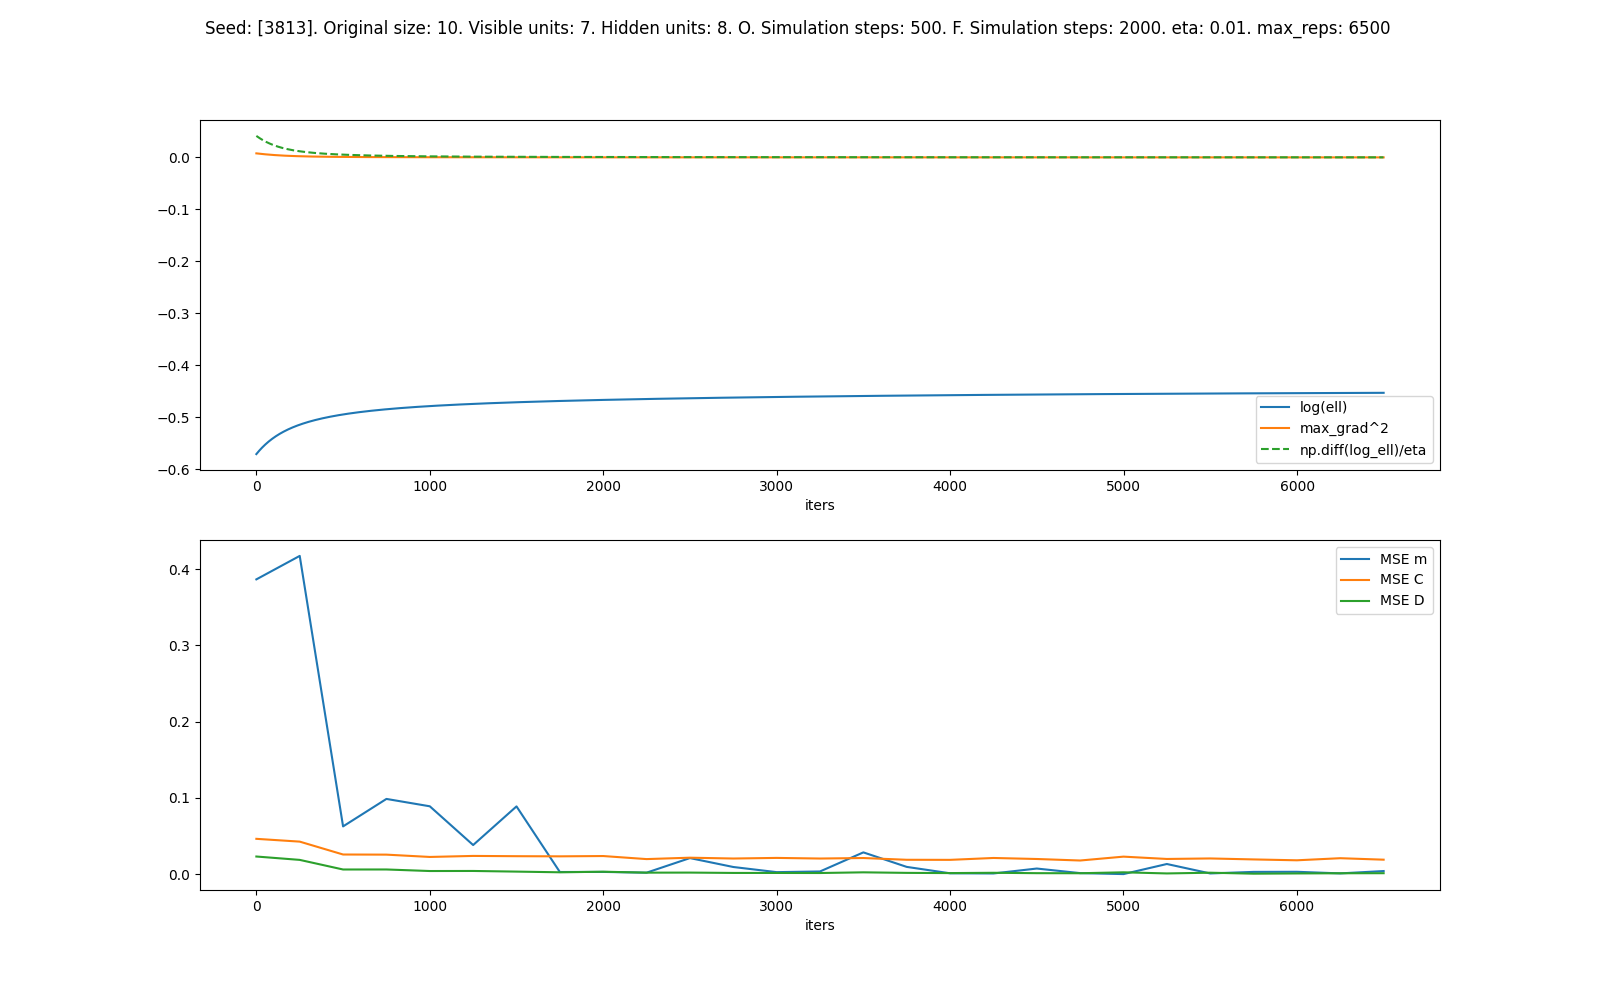 Seed: [3813]. Original size: 10. Visible units: 7. Hidden units: 8. O. Simulation steps: 500. F. Simulation steps: 2000. eta: 0.01. max_reps: 6500
0.0
−0.1
−0.2
−0.3
−0.4
−0.5
−0.6
log(ell)
max_grad^2
np.diff(log_ell)/eta
0 1000 2000 3000 4000 5000 6000
iters
0.4
0.3
0.2
0.1
0.0
MSE m
MSE C
MSE D
0 1000 2000 3000 4000 5000 6000
iters